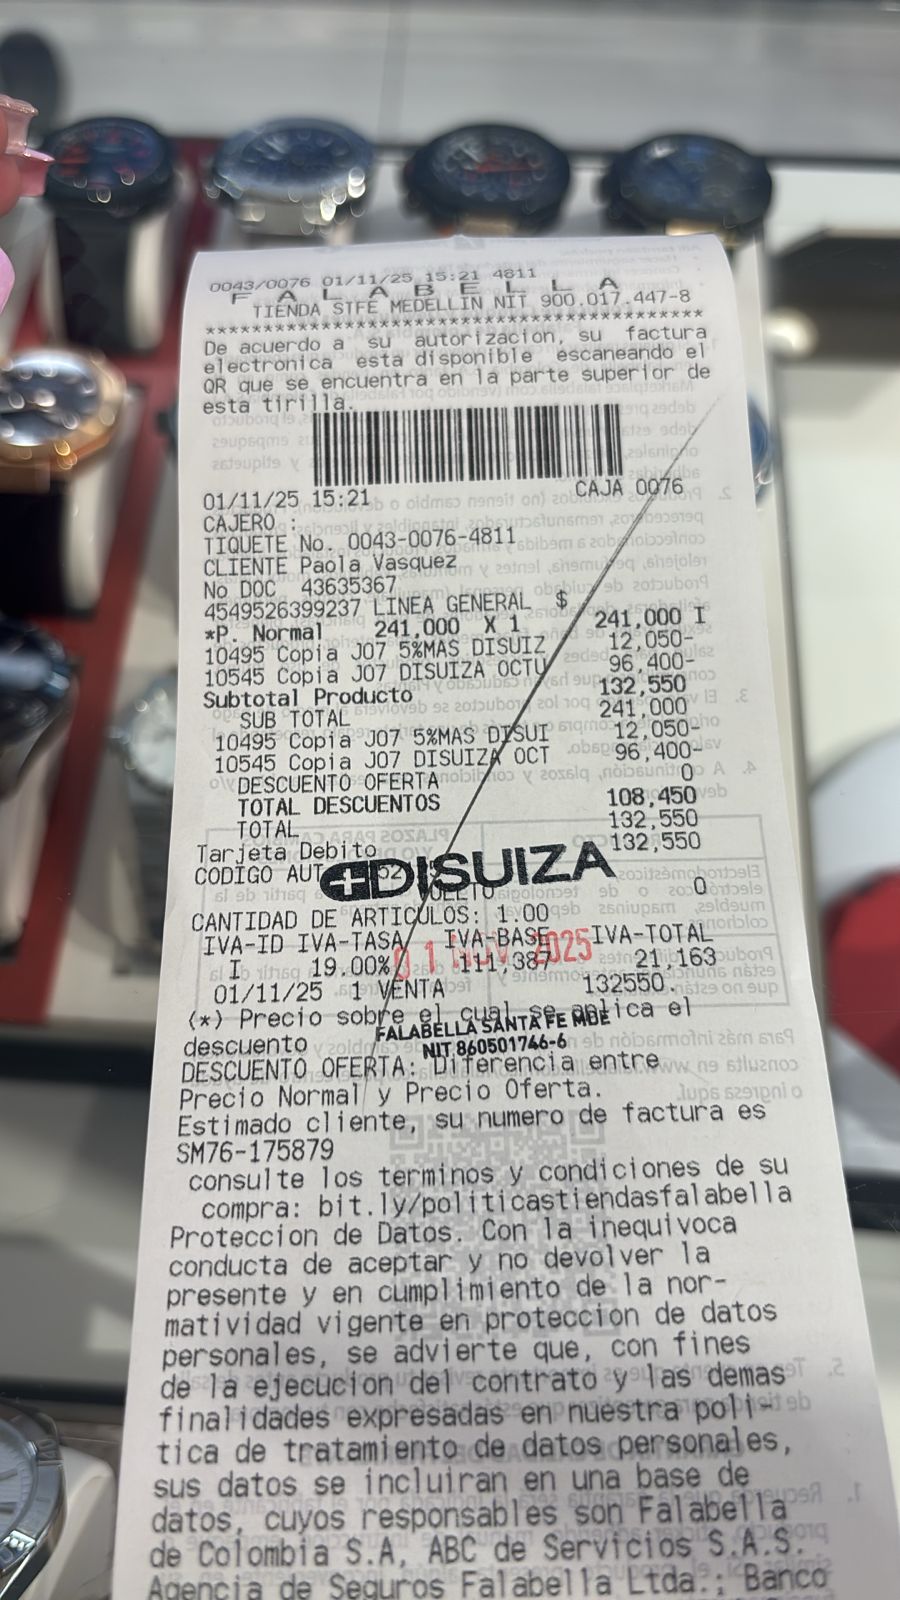 0043/0076 01/11/25 15:21 4811
F A L A B E L L A
TIENDA STFE MEDELLIN NIT 900.017.447-8
****************************************
De acuerdo a su autorizacion, su factura
electronica esta disponible escaneando el
QR que se encuentra en la parte superior de
esta tirilla.
01/11/25 15:21 CAJA 0076
CAJERO :
TIQUETE No. 0043-0076-4811
CLIENTE Paola Vasquez
No DOC 43635367
4549526399237 LINEA GENERAL $
*P. Normal 241,000 X 1 241,000 I
10495 Copia J07 5%MAS DISUIZ 12,050-
10545 Copia J07 DISUIZA OCTU 96,400-
Subtotal Producto 132,550
SUB TOTAL 241,000
10495 Copia J07 5%MAS DISUI 12,050-
10545 Copia J07 DISUIZA OCT 96,400-
DESCUENTO OFERTA 0
TOTAL DESCUENTOS 108,450
TOTAL 132,550
Tarjeta Debito 132,550
CODIGO AUT
DISUIZA
0
CANTIDAD DE ARTICULOS: 1.00
IVA-ID IVA-TASA IVA-BASE IVA-TOTAL
I 19.00% 111,387 21,163
01 NOV 2025
01/11/25 1 VENTA 132550.
(*) Precio sobre el cual se aplica el
descuento
FALABELLA SANTA FE MDE
NIT 860501746-6
DESCUENTO OFERTA: Diferencia entre
Precio Normal y Precio Oferta.
Estimado cliente, su numero de factura es
SM76-175879
consulte los terminos y condiciones de su
compra: bit.ly/politicastiendasfalabella
Proteccion de Datos. Con la inequivoca
conducta de aceptar y no devolver la
presente y en cumplimiento de la nor-
matividad vigente en proteccion de datos
personales, se advierte que, con fines
de la ejecucion del contrato y las demas
finalidades expresadas en nuestra poli-
tica de tratamiento de datos personales,
sus datos se incluiran en una base de
datos, cuyos responsables son Falabella
de Colombia S.A, ABC de Servicios S.A.S.
Agencia de Seguros Falabella Ltda.; Banco